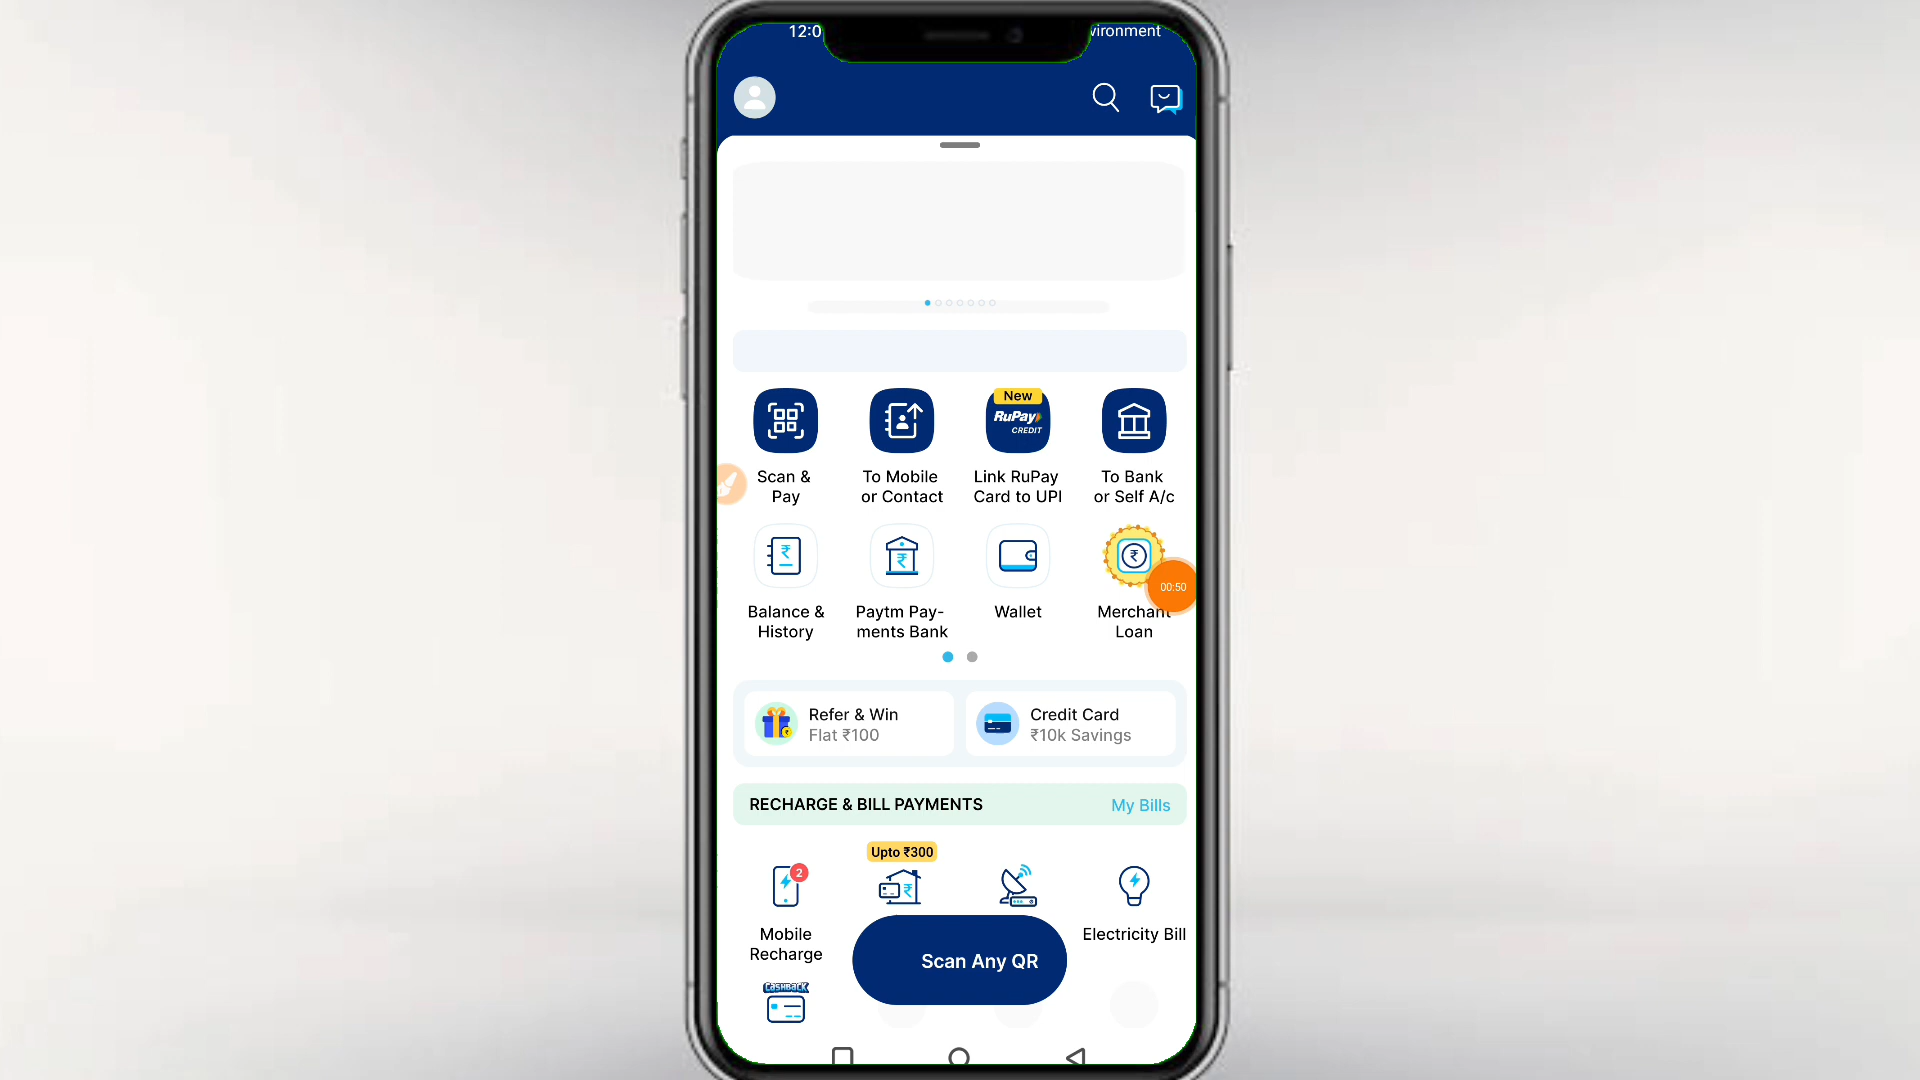 12:0
vironment
New
RuPay
CREDIT
Scan &
Pay
To Mobile
or Contact
Link RuPay
Card to UPI
To Bank
or Self A/c
₹
₹
₹
00:50
Balance &
History
Paytm Pay-
ments Bank
Wallet
Merchant
Loan
Refer & Win
Flat ₹100
Credit Card
₹10k Savings
RECHARGE & BILL PAYMENTS
My Bills
Upto ₹300
2
₹
Mobile
Recharge
Electricity Bill
Scan Any QR
CASHBACK